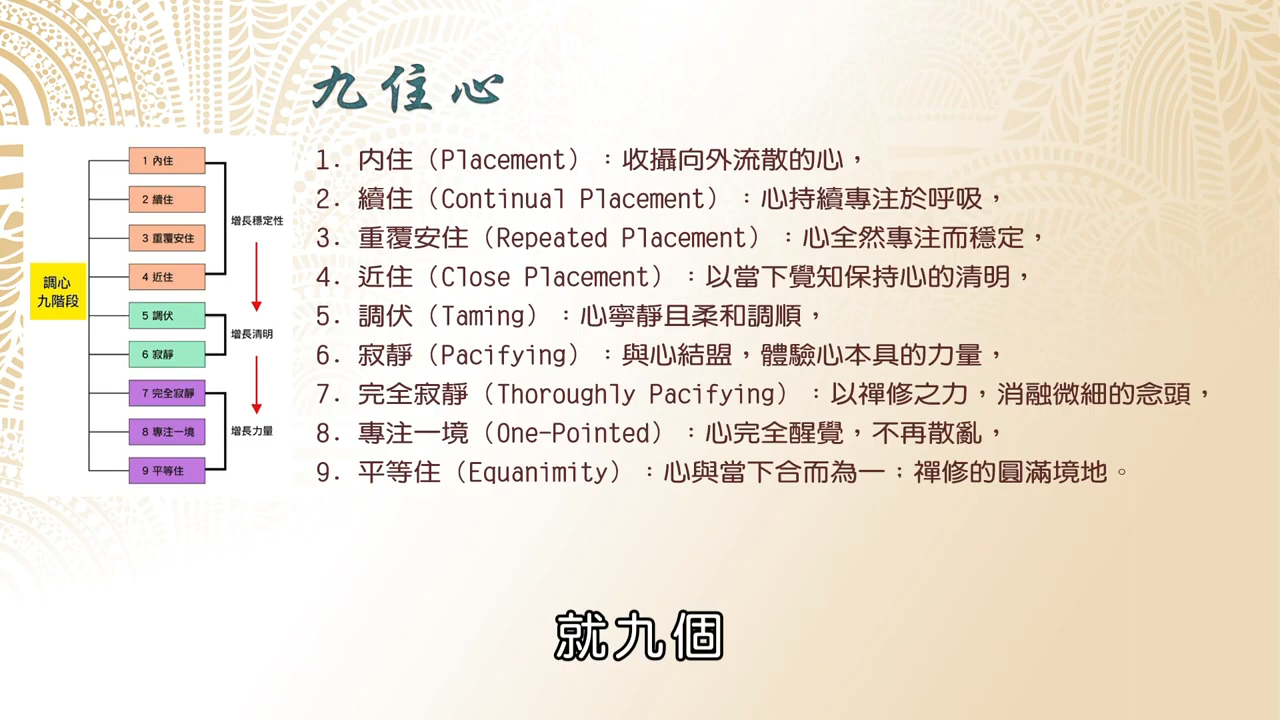 九住心
1. 內住（Placement）：收攝向外流散的心，
2. 續住（Continual Placement）：心持續專注於呼吸，
3. 重覆安住（Repeated Placement）：心全然專注而穩定，
4. 近住（Close Placement）：以當下覺知保持心的清明，
5. 調伏（Taming）：心寧靜且柔和調順，
6. 寂靜（Pacifying）：與心結盟，體驗心本具的力量，
7. 完全寂靜（Thoroughly Pacifying）：以禪修之力，消融微細的念頭，
8. 專注一境（One-Pointed）：心完全醒覺，不再散亂，
9. 平等住（Equanimity）：心與當下合而為一；禪修的圓滿境地。
調心
九階段
1 內住
2 續住
3 重覆安住
4 近住
5 調伏
6 寂靜
7 完全寂靜
8 專注一境
9 平等住
增長穩定性
增長清明
增長力量
就九個